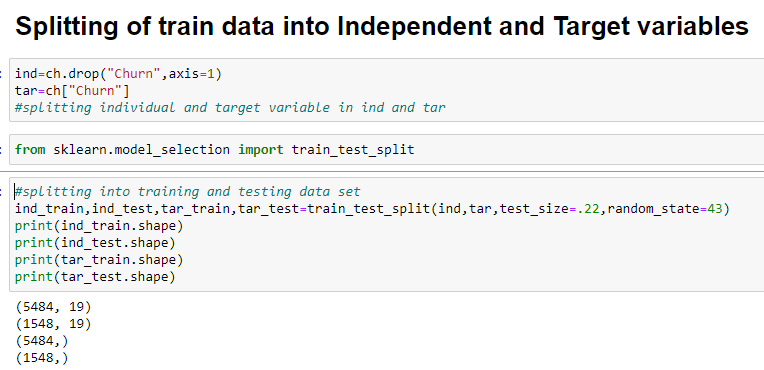 Splitting of train data into Independent and Target variables
: ind=ch.drop("Churn",axis=1)
tar=ch["Churn"]
#splitting individual and target variable in ind and tar
: from sklearn.model_selection import train_test_split
: #splitting into training and testing data set
ind_train,ind_test,tar_train,tar_test=train_test_split(ind,tar,test_size=.22,random_state=43)
print(ind_train.shape)
print(ind_test.shape)
print(tar_train.shape)
print(tar_test.shape)
(5484, 19)
(1548, 19)
(5484,)
(1548,)